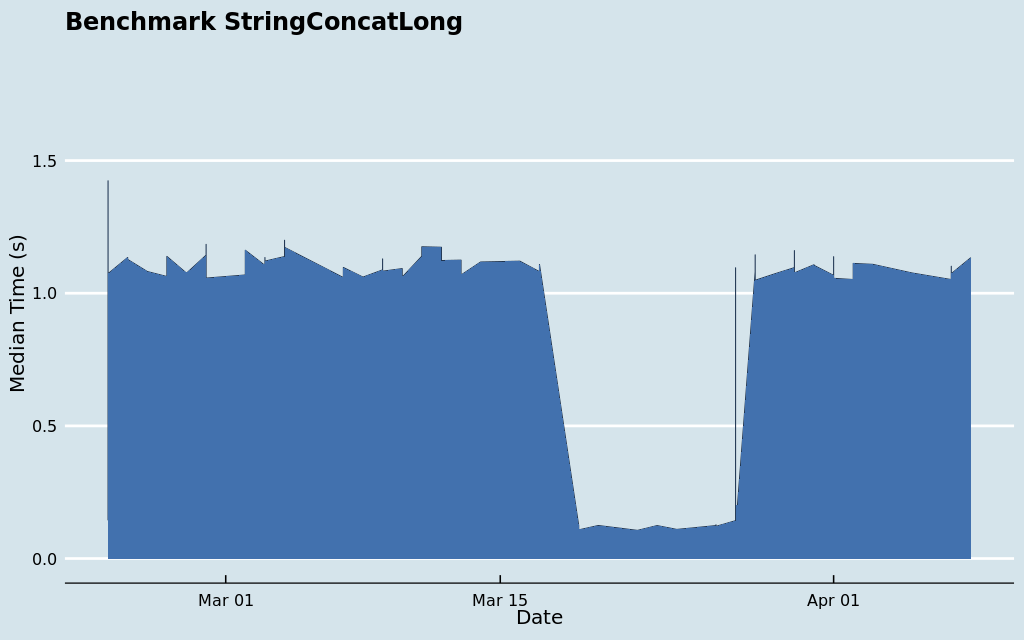 Benchmark StringConcatLong
Median Time (s)
1.5
1.0
0.5
0.0
Mar 01
Mar 15
Apr 01
Date